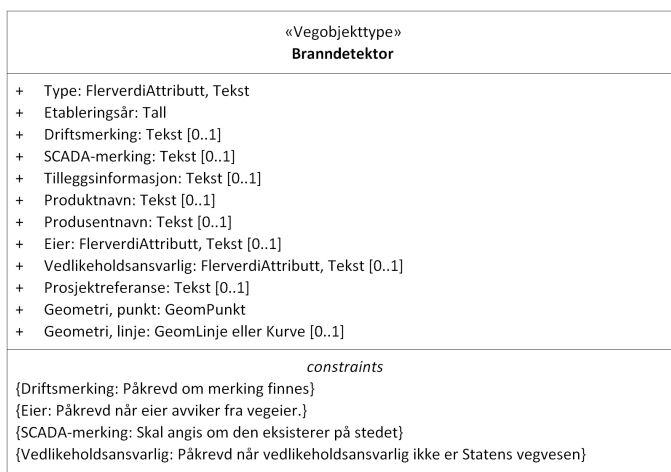 «Vegobjekttype»
Branndetektor
+ Type: FlerverdiAttributt, Tekst
+ Etableringsår: Tall
+ Driftsmerking: Tekst [0..1]
+ SCADA-merking: Tekst [0..1]
+ Tilleggsinformasjon: Tekst [0..1]
+ Produktnavn: Tekst [0..1]
+ Produsentnavn: Tekst [0..1]
+ Eier: FlerverdiAttributt, Tekst [0..1]
+ Vedlikeholdsansvarlig: FlerverdiAttributt, Tekst [0..1]
+ Prosjektreferanse: Tekst [0..1]
+ Geometri, punkt: GeomPunkt
+ Geometri, linje: GeomLinje eller Kurve [0..1]
constraints
{Driftsmerking: Påkrevd om merking finnes}
{Eier: Påkrevd når eier avviker fra vegeier.}
{SCADA-merking: Skal angis om den eksisterer på stedet}
{Vedlikeholdsansvarlig: Påkrevd når vedlikeholdsansvarlig ikke er Statens vegvesen}